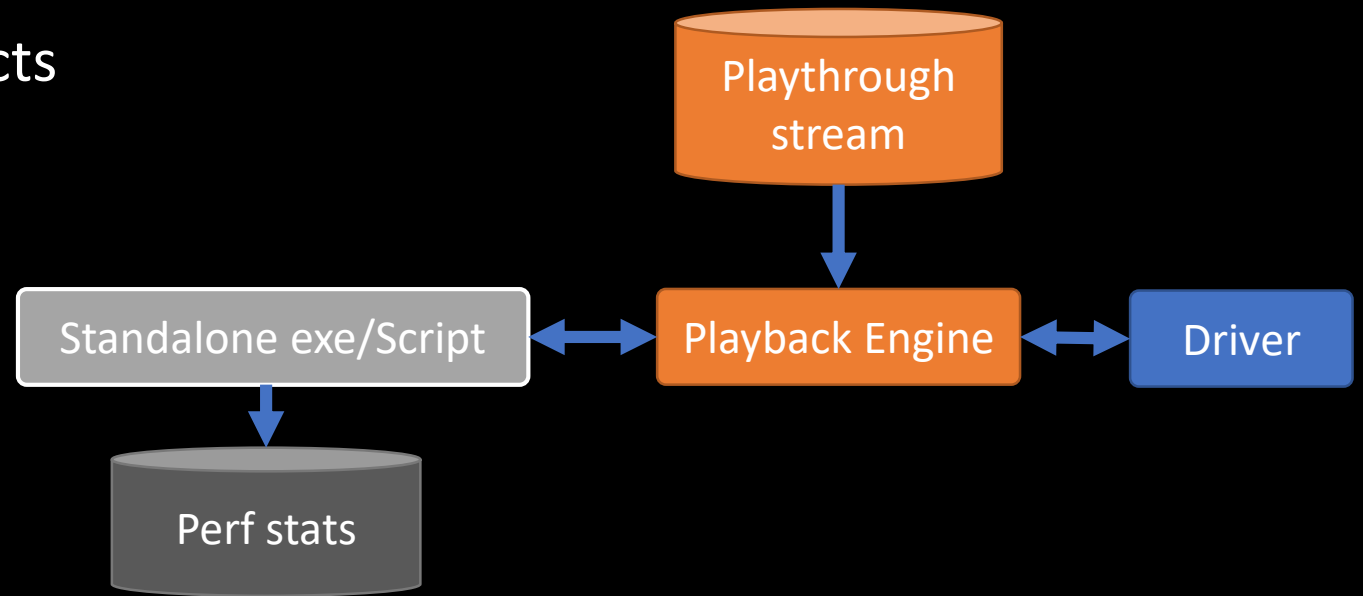 cts
Playthrough
stream
Standalone exe/Script
Playback Engine
Driver
Perf stats